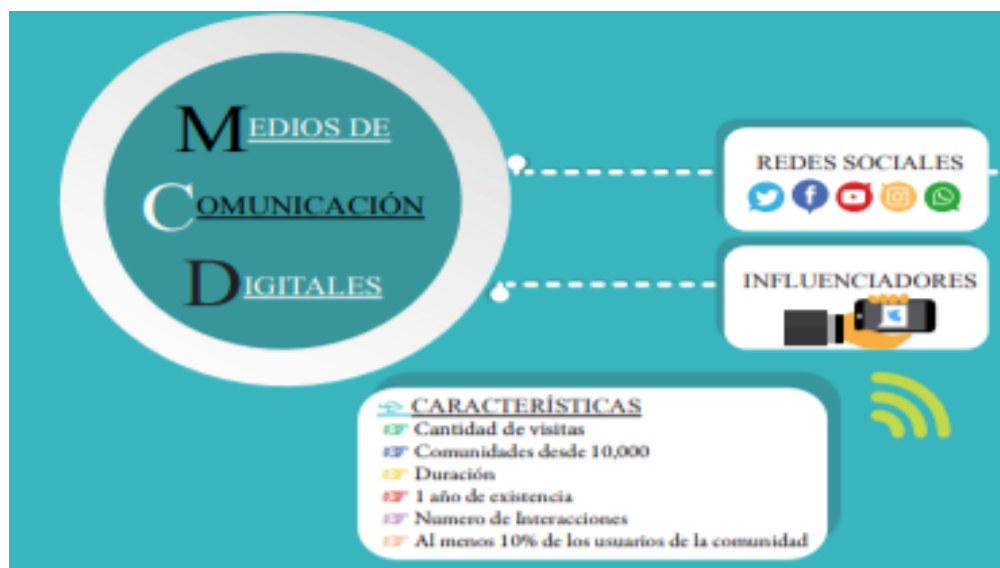 MEDIOS DE
COMUNICACIÓN
DIGITALES
REDES SOCIALES
INFLUENCIADORES
CARACTERÍSTICAS
Cantidad de visitas
Comunidades desde 10,000
Duración
1 año de existencia
Numero de Interacciones
Al menos 10% de los usuarios de la comunidad